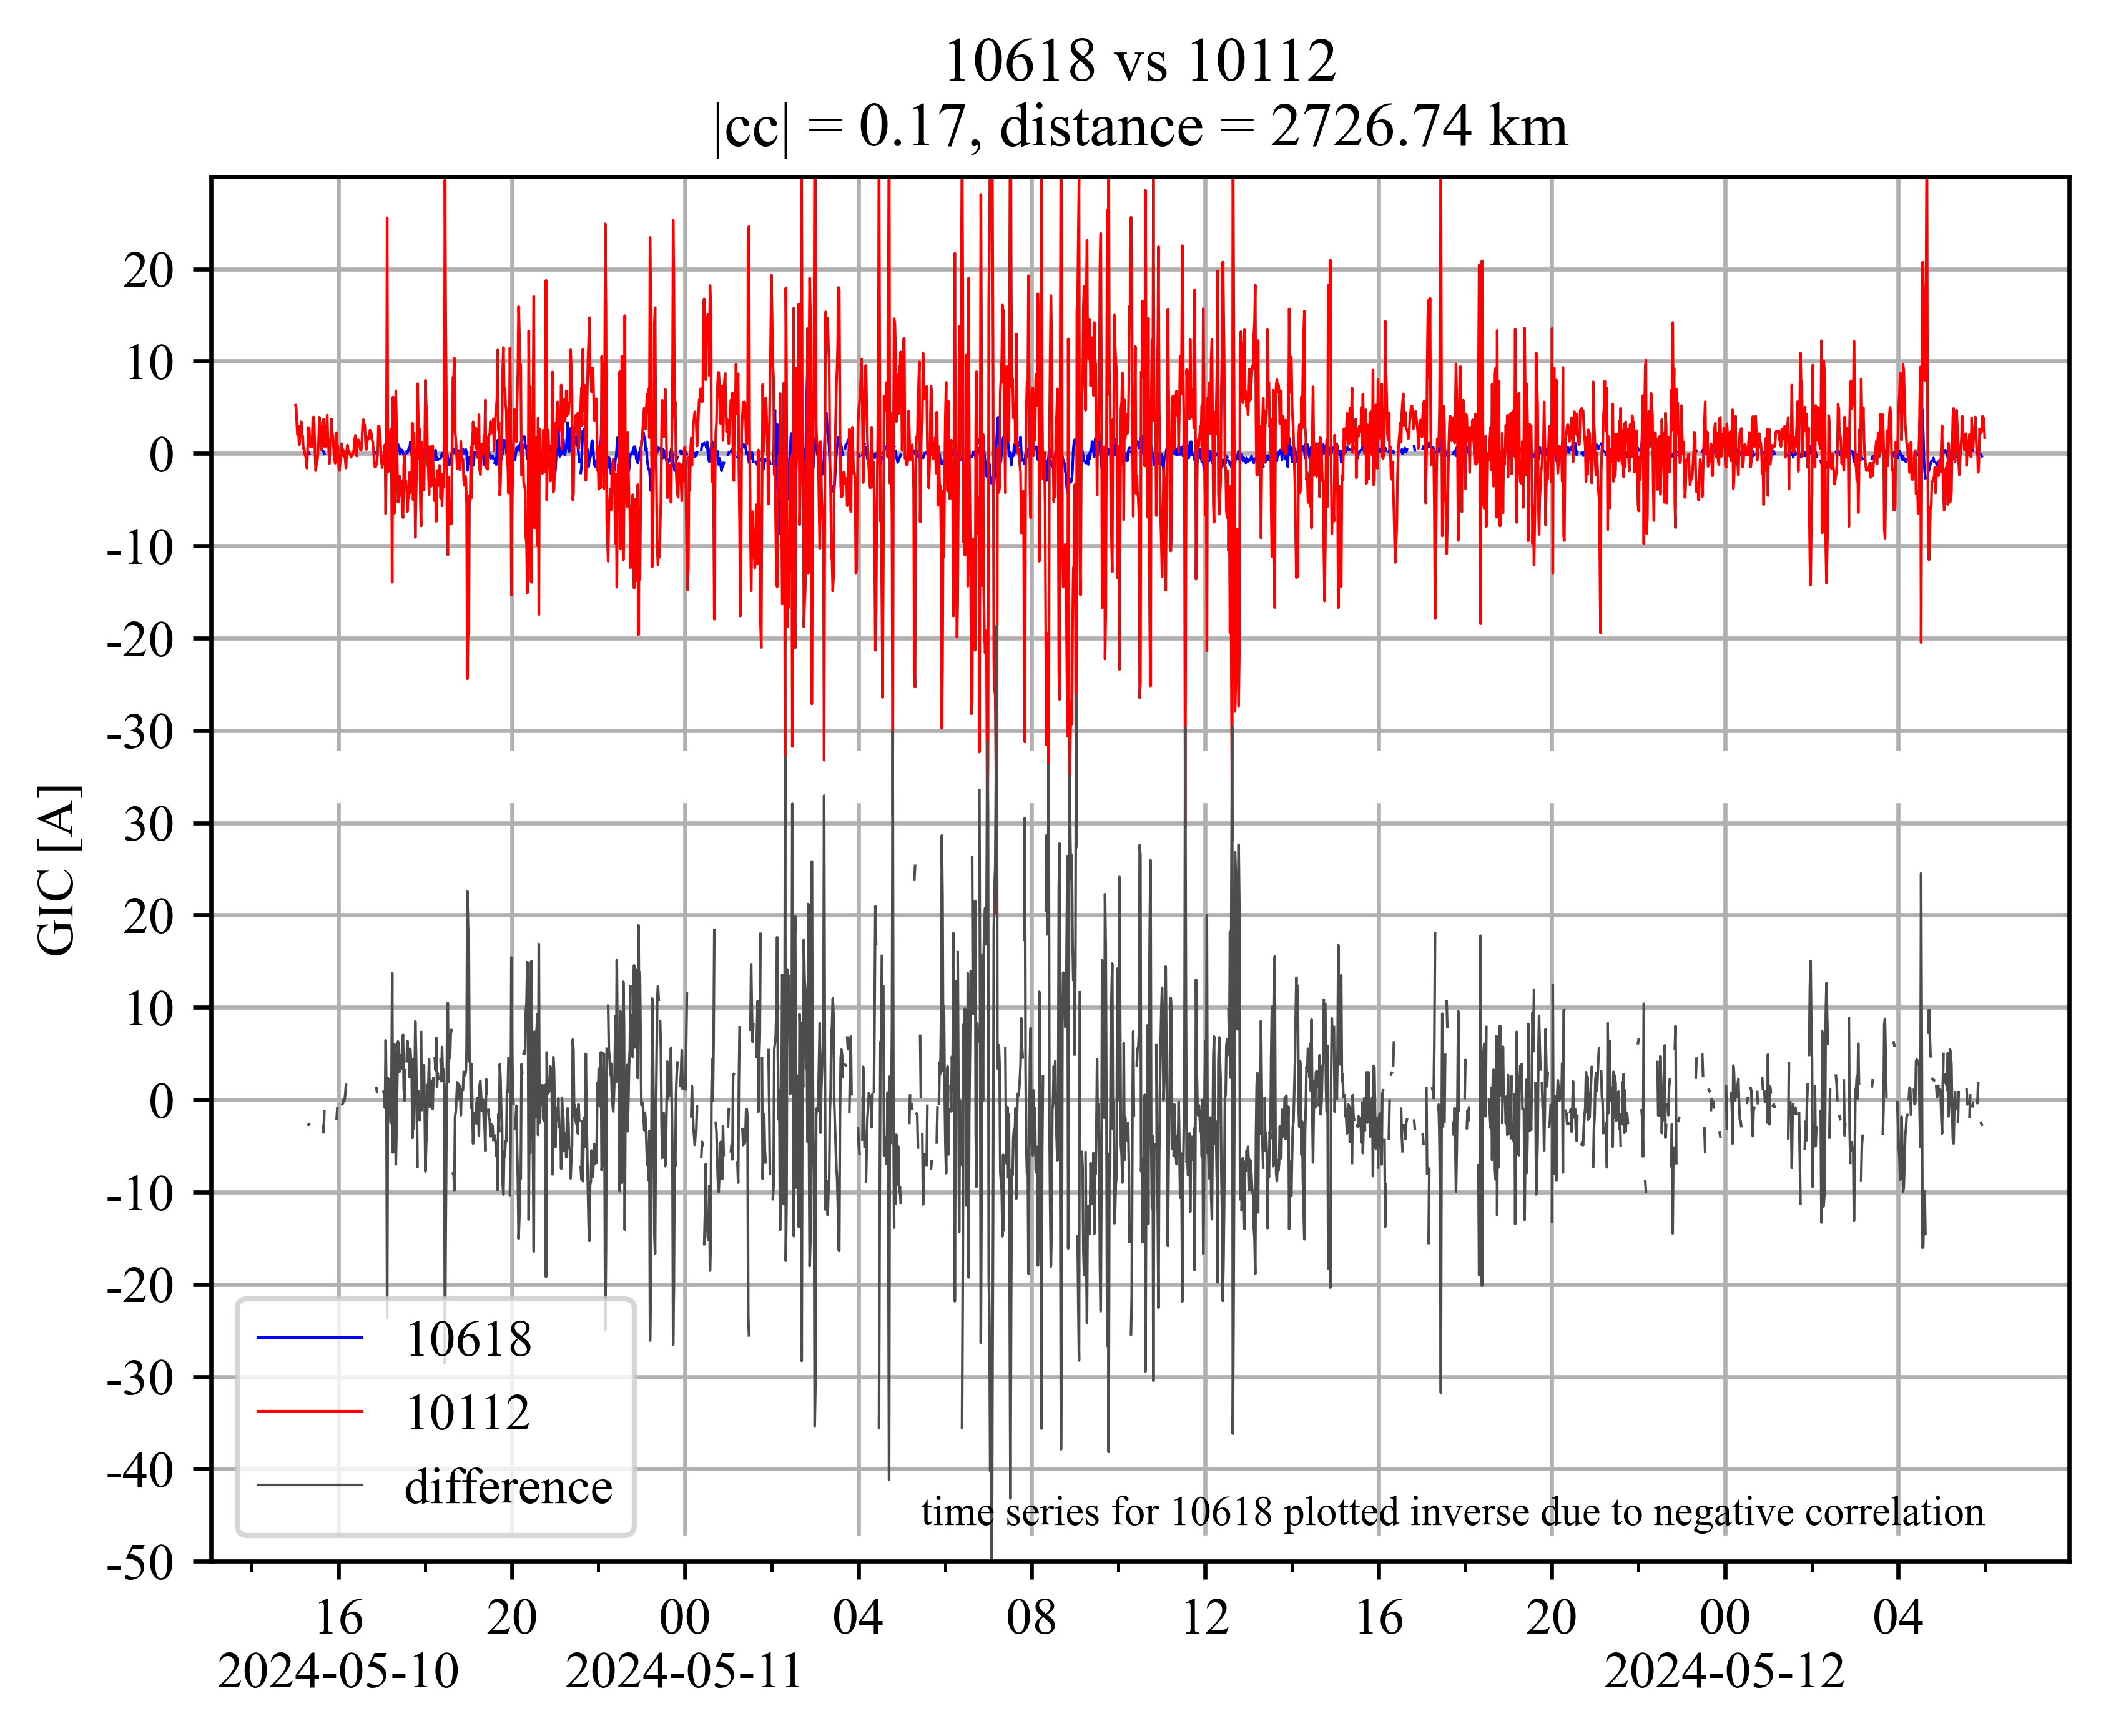 10618 vs 10112
|cc| = 0.17, distance = 2726.74 km
GIC [A]
20
10
0
-10
-20
-30
30
20
10
0
-10
-20
-30
-40
-50
10618
10112
difference
time series for 10618 plotted inverse due to negative correlation
16 20 00 04 08 12 16 20 00 04
2024-05-10 2024-05-11 2024-05-12